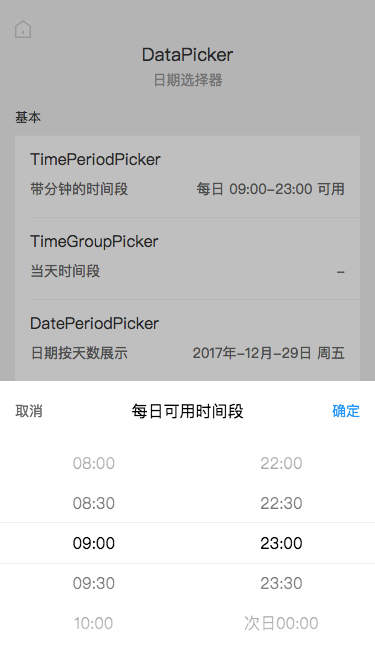 DataPicker
日期选择器
基本
TimePeriodPicker
带分钟的时间段 每日 09:00-23:00 可用
TimeGroupPicker
当天时间段 -
DatePeriodPicker
日期按天数展示 2017年-12月-29日 周五
取消 每日可用时间段 确定
08:00 22:00
08:30 22:30
09:00 23:00
09:30 23:30
10:00 次日00:00